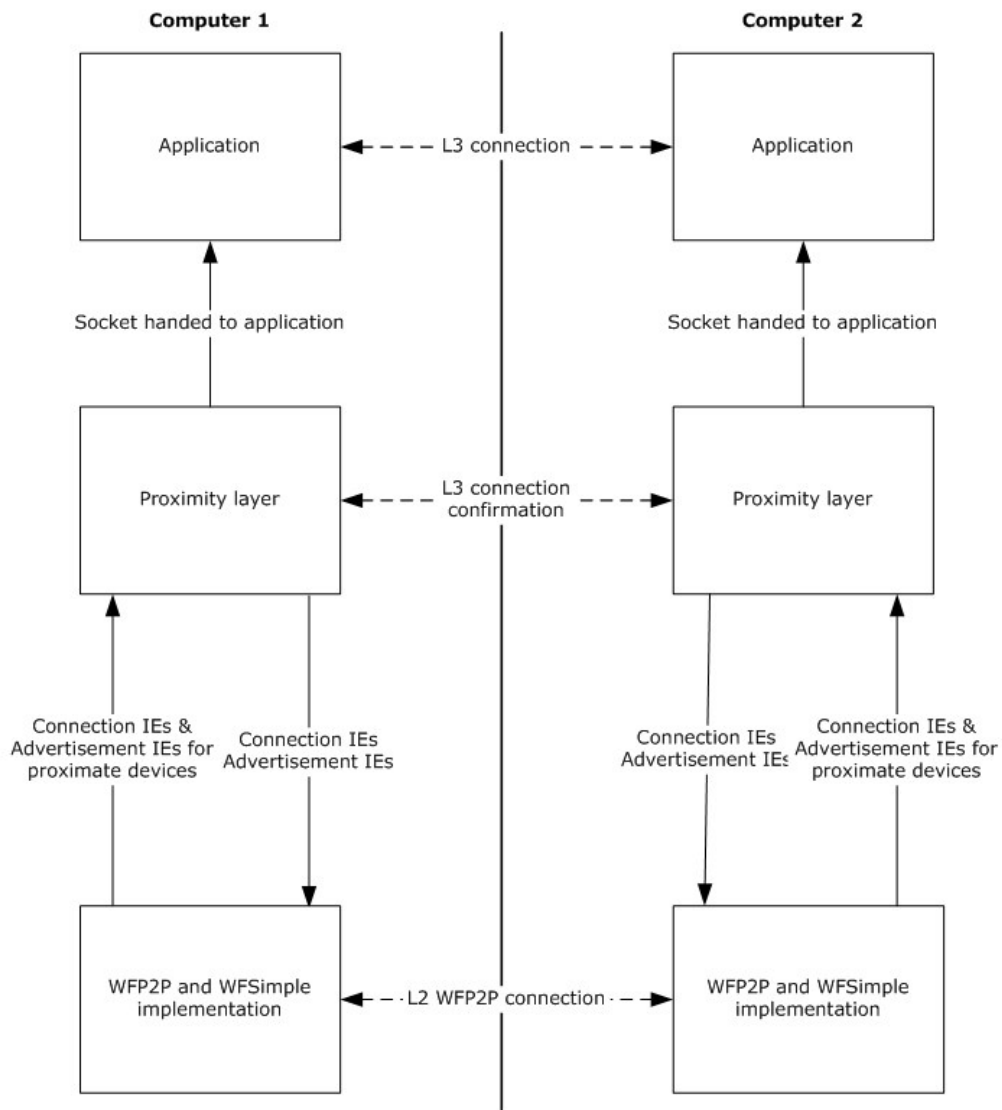 Computer 1
Computer 2
Application
L3 connection
Application
Socket handed to application
Socket handed to application
Proximity layer
L3 connection
confirmation
Proximity layer
Connection IEs &
Advertisement IEs for
proximate devices
Connection IEs
Advertisement IEs
Connection IEs
Advertisement IEs
Connection IEs &
Advertisement IEs for
proximate devices
WFP2P and WFSimple
implementation
L2 WFP2P connection
WFP2P and WFSimple
implementation